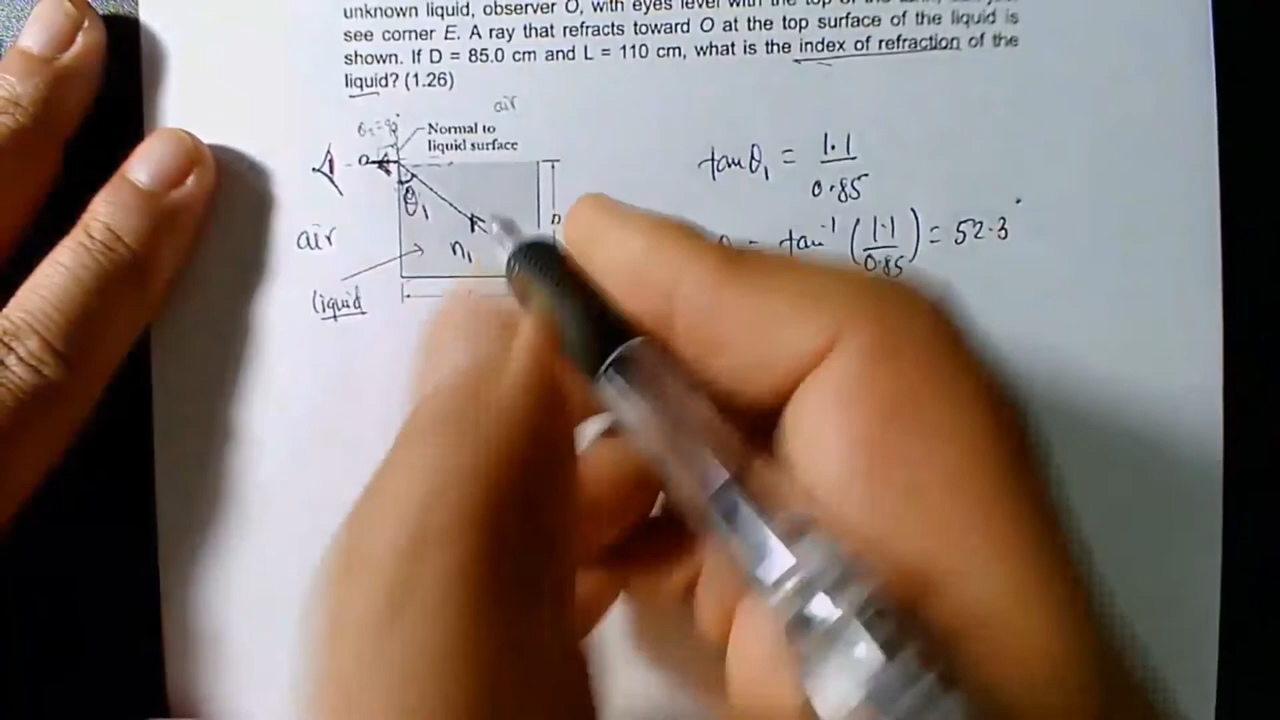 unknown liquid, observer O, with eyes level with the top of the
see corner E. A ray that refracts toward O at the top surface of the liquid is
shown. If D = 85.0 cm and L = 110 cm, what is the index of refraction of the
liquid? (1.26)
air
θ₂=90°
Normal to
liquid surface
O
θ₁
D
air
n₁
liquid
tanθ₁ = 1.1/0.85
= tan⁻¹ (1.1/0.85) = 52.3°